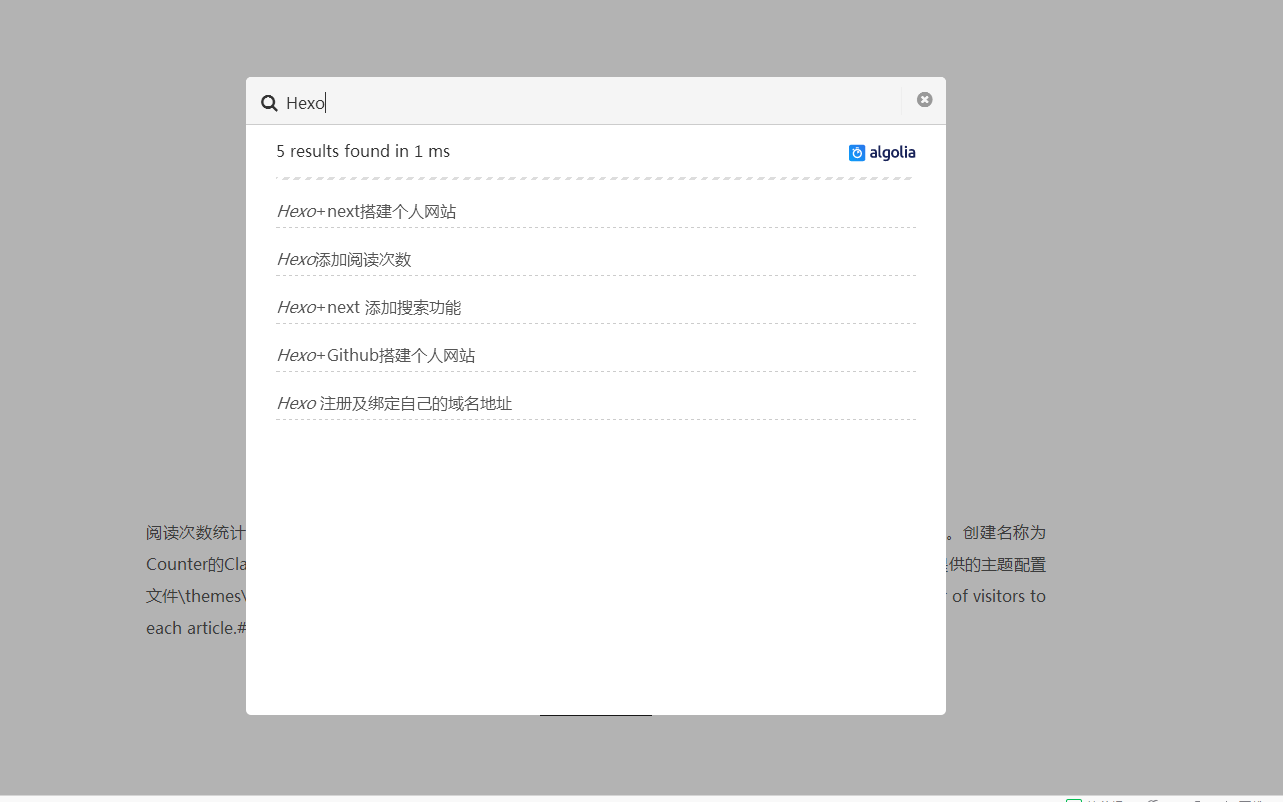 Hexo
5 results found in 1 ms
algolia
Hexo+next搭建个人网站
Hexo添加阅读次数
Hexo+next 添加搜索功能
Hexo+Github搭建个人网站
Hexo 注册及绑定自己的域名地址
阅读次数统计 。创建名称为
Counter的Cla 供的主题配置
文件\themes\ of visitors to
each article.#